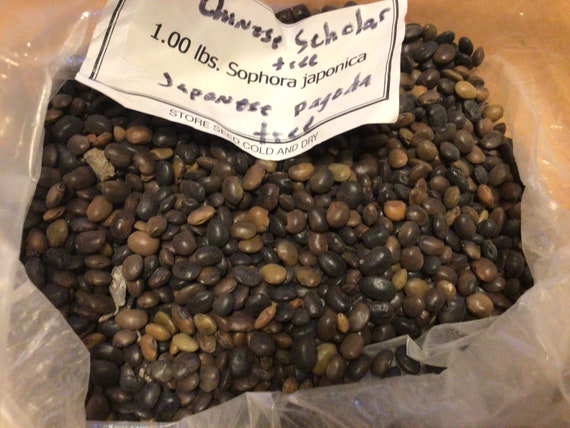 Chinese Scholar
tree
1.00 lbs. Sophora japonica
Japanese pagoda
tree
STORE SEED COLD AND DRY